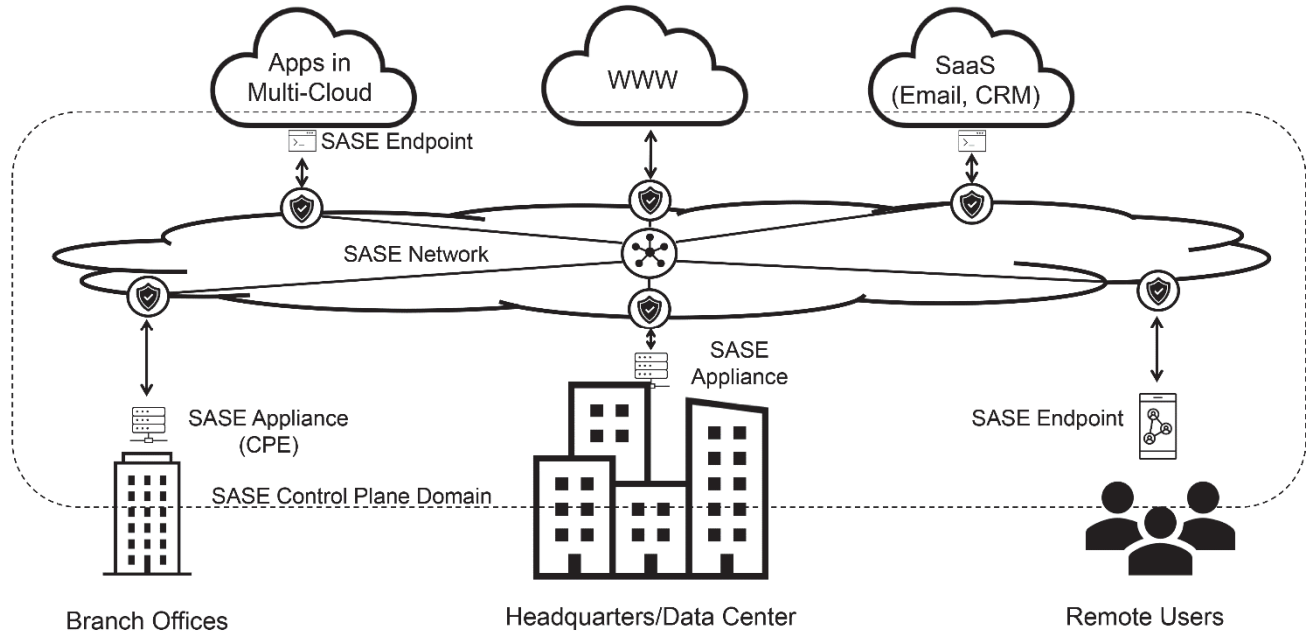 Apps in
Multi-Cloud
WWW
SaaS
(Email, CRM)
SASE Endpoint
SASE Network
SASE
Appliance
SASE Appliance
(CPE)
SASE Endpoint
SASE Control Plane Domain
Branch Offices
Headquarters/Data Center
Remote Users